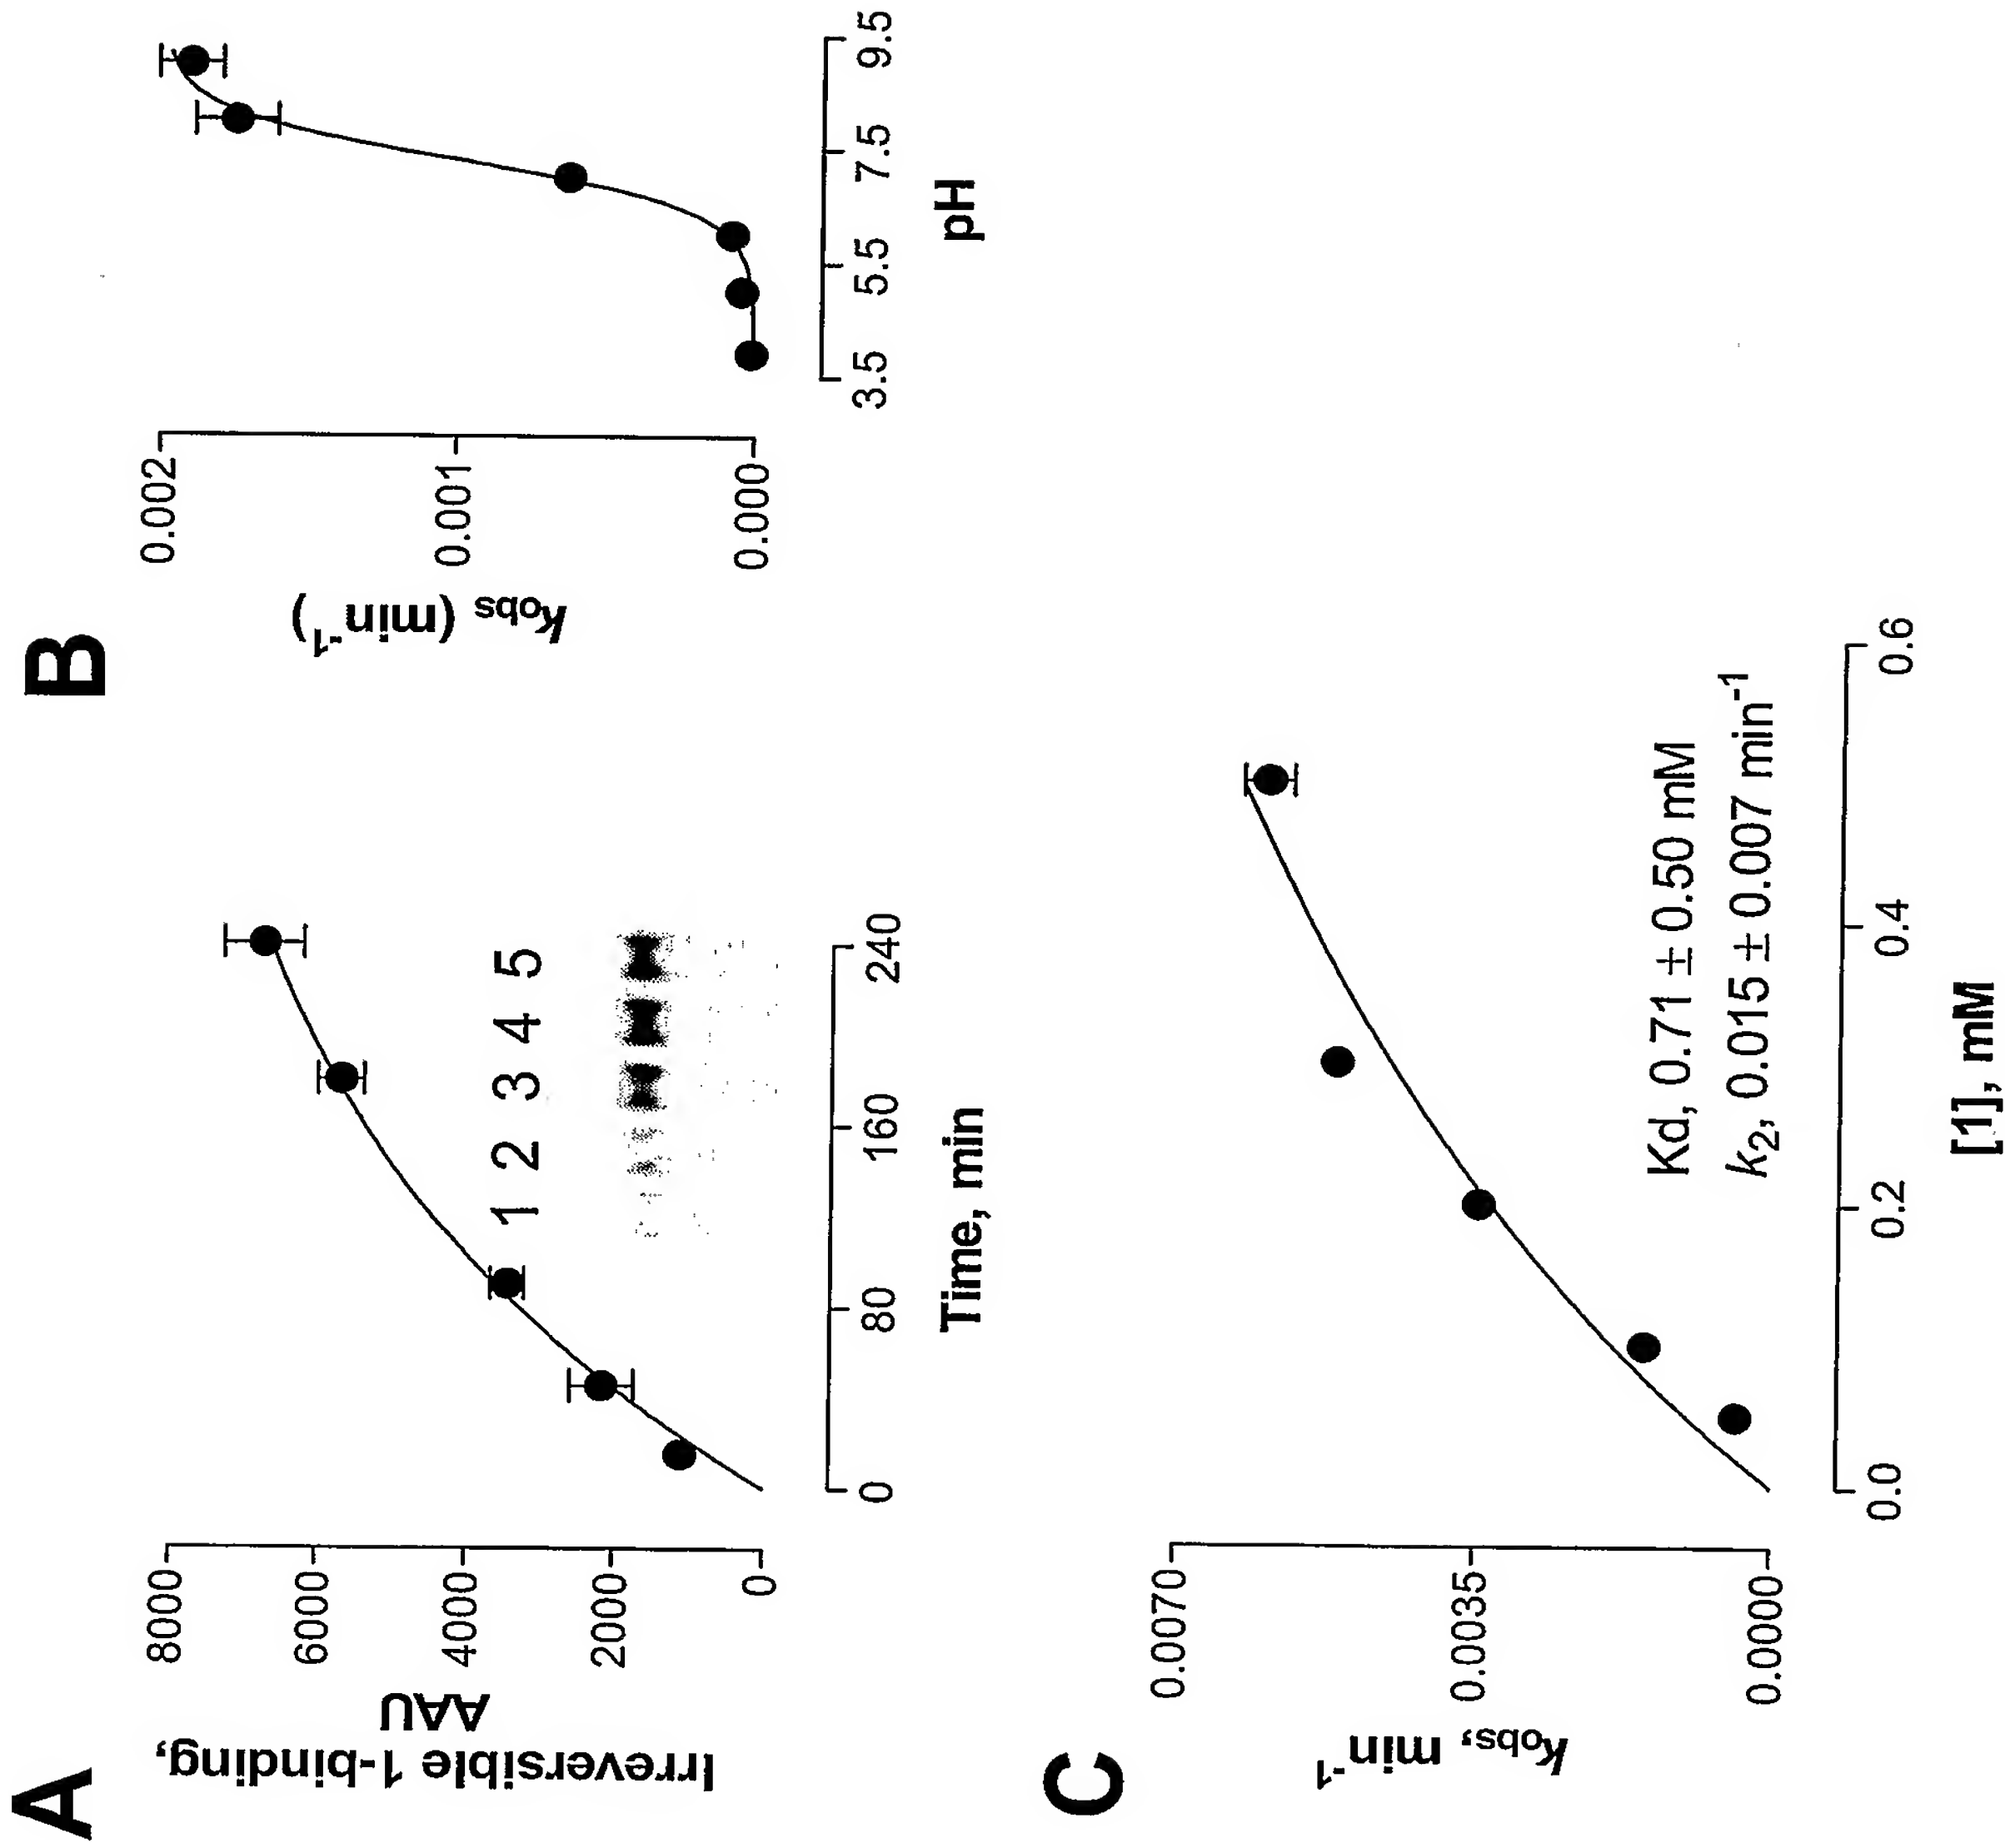 A
Irreversible 1-binding,
AAU
8000
6000
4000
2000
0
1 2 3 4 5
0 80 160 240
Time, min
B
kobs (min-1)
0.002
0.001
0.000
3.5 5.5 7.5 9.5
pH
C
kobs, min-1
0.0070
0.0035
0.0000
Kd, 0.71 ± 0.50 mM
k2, 0.015 ± 0.007 min-1
0.0 0.2 0.4 0.6
[1], mM